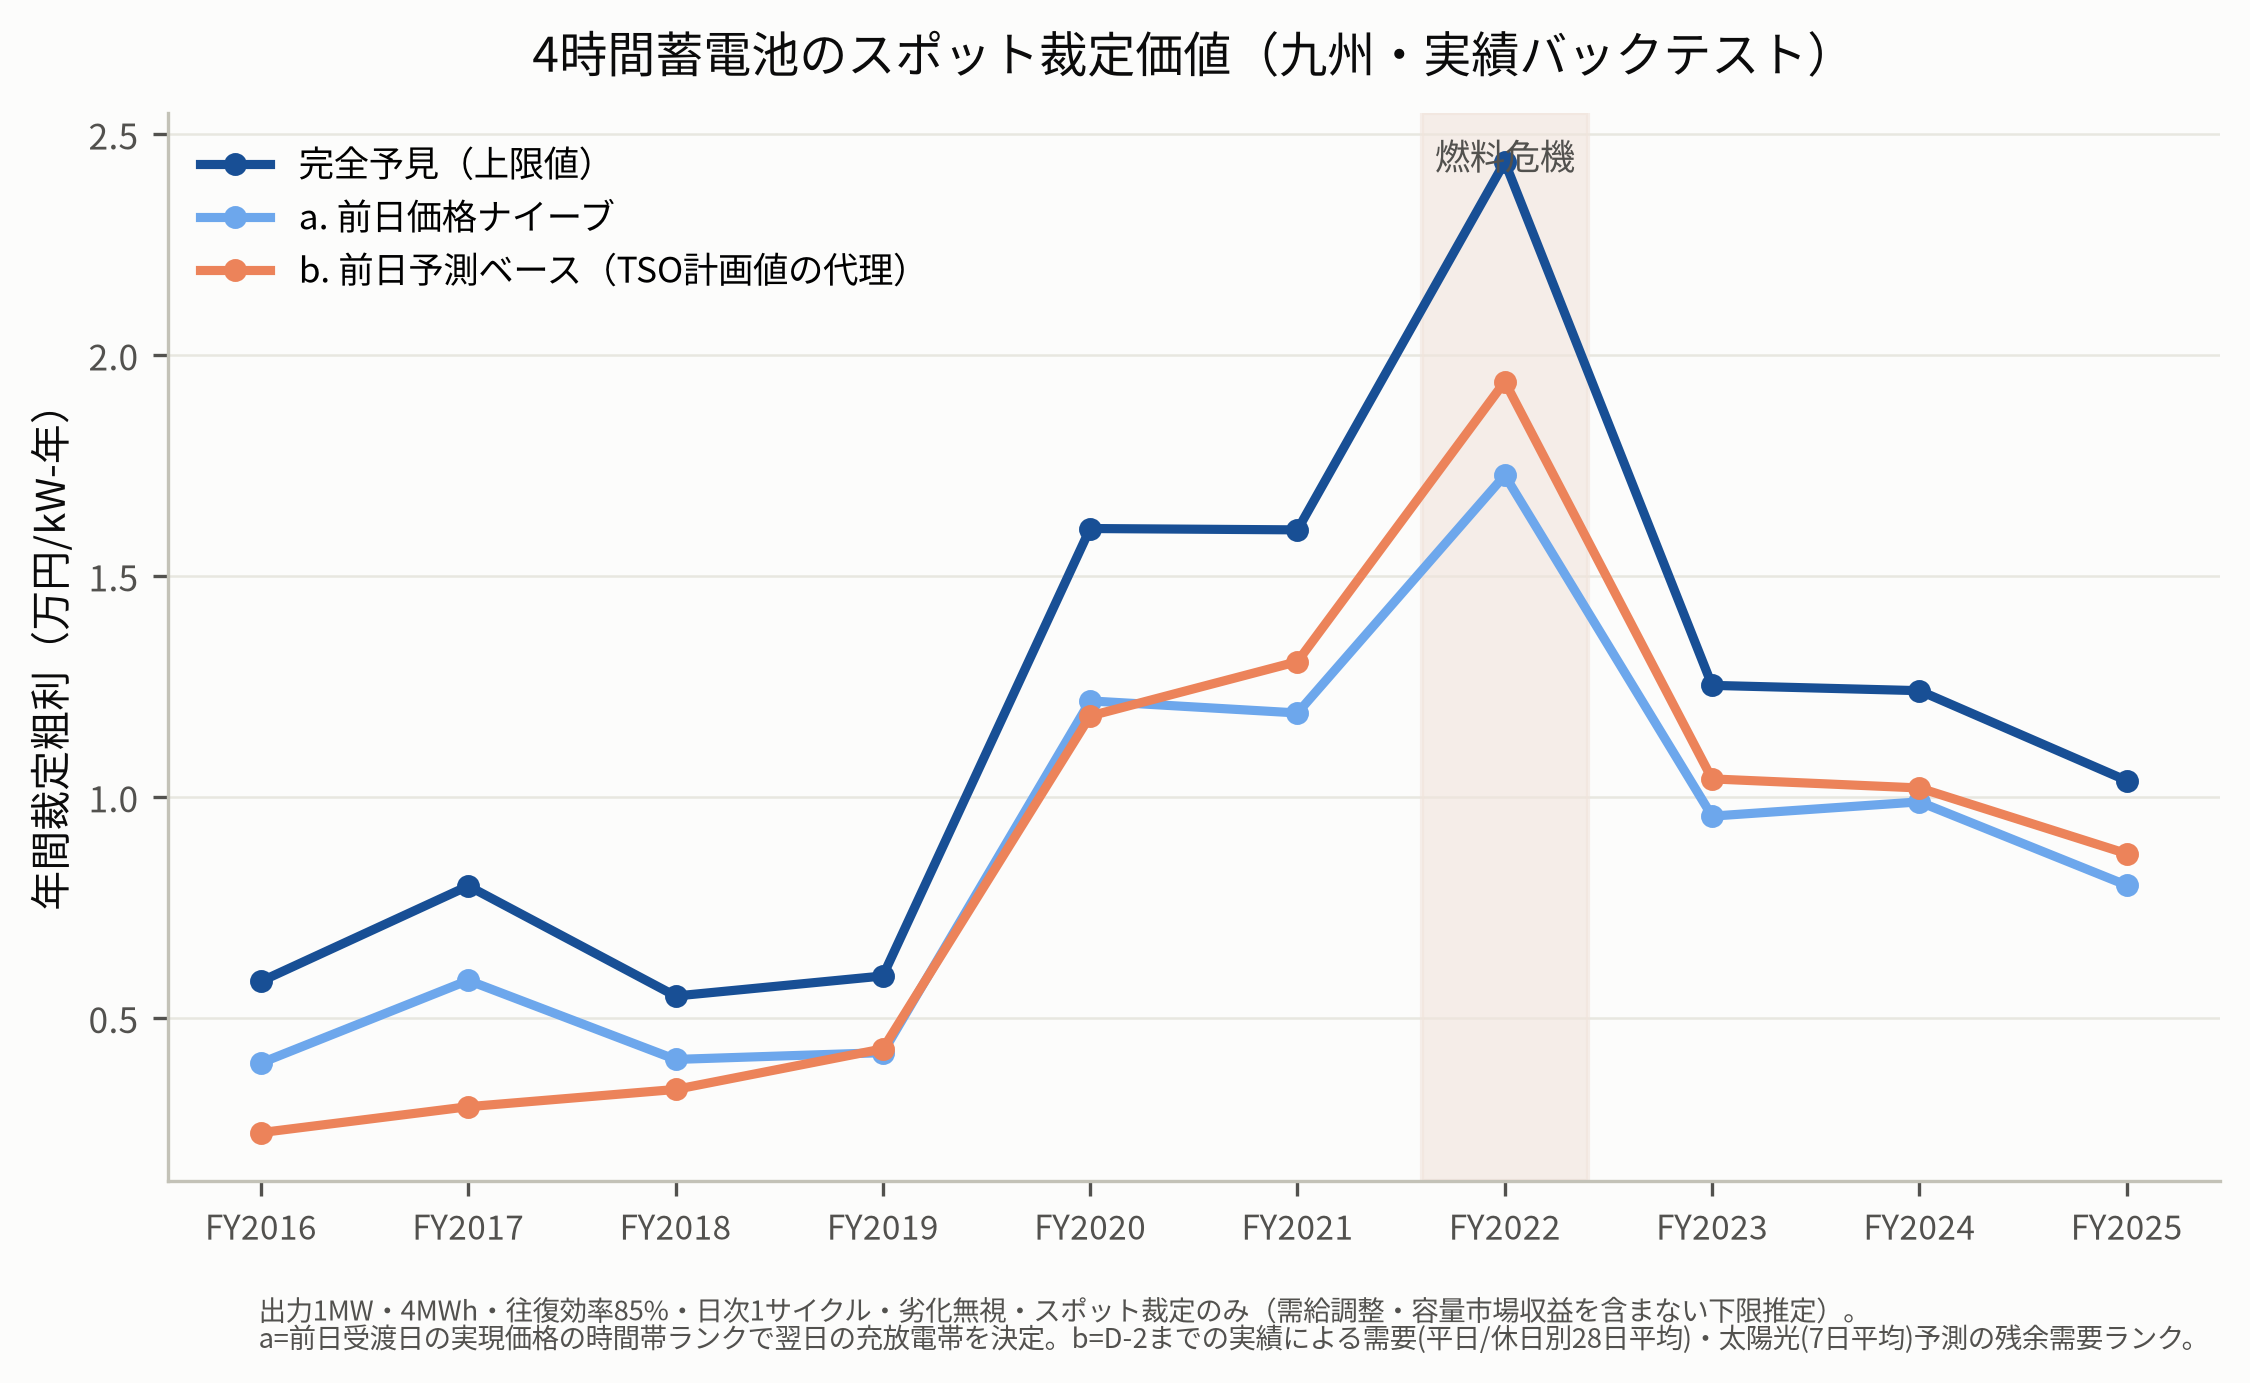 4時間蓄電池のスポット裁定価値（九州・実績バックテスト）
年間裁定粗利（万円/kW-年）
2.5
2.0
1.5
1.0
0.5
完全予見（上限値）
a. 前日価格ナイーブ
b. 前日予測ベース（TSO計画値の代理）
燃料危機
FY2016 FY2017 FY2018 FY2019 FY2020 FY2021 FY2022 FY2023 FY2024 FY2025
出力1MW・4MWh・往復効率85%・日次1サイクル・劣化無視・スポット裁定のみ（需給調整・容量市場収益を含まない下限推定）。
a=前日受渡日の実現価格の時間帯ランクで翌日の充放電帯を決定。b=D-2までの実績による需要(平日/休日別28日平均)・太陽光(7日平均)予測の残余需要ランク。